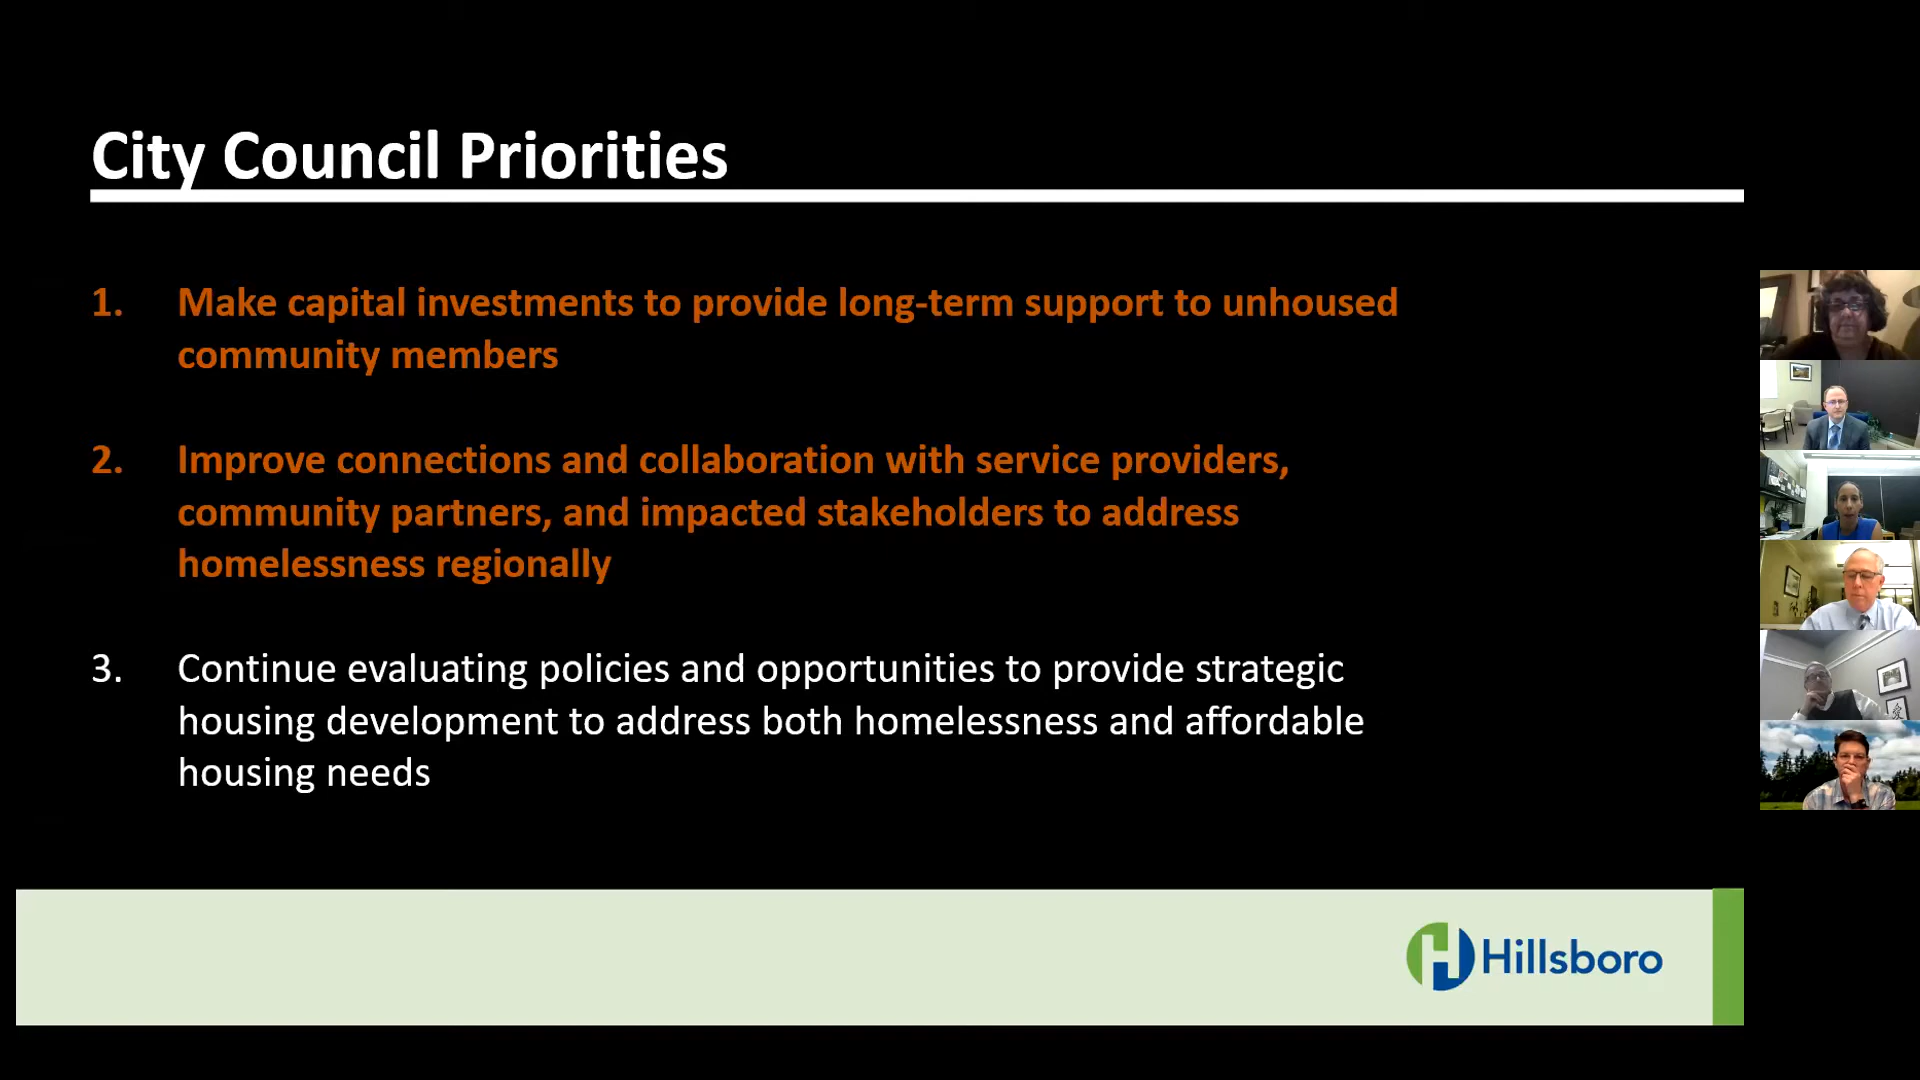 City Council Priorities
1. Make capital investments to provide long-term support to unhoused
community members
2. Improve connections and collaboration with service providers,
community partners, and impacted stakeholders to address
homelessness regionally
3. Continue evaluating policies and opportunities to provide strategic
housing development to address both homelessness and affordable
housing needs
Hillsboro